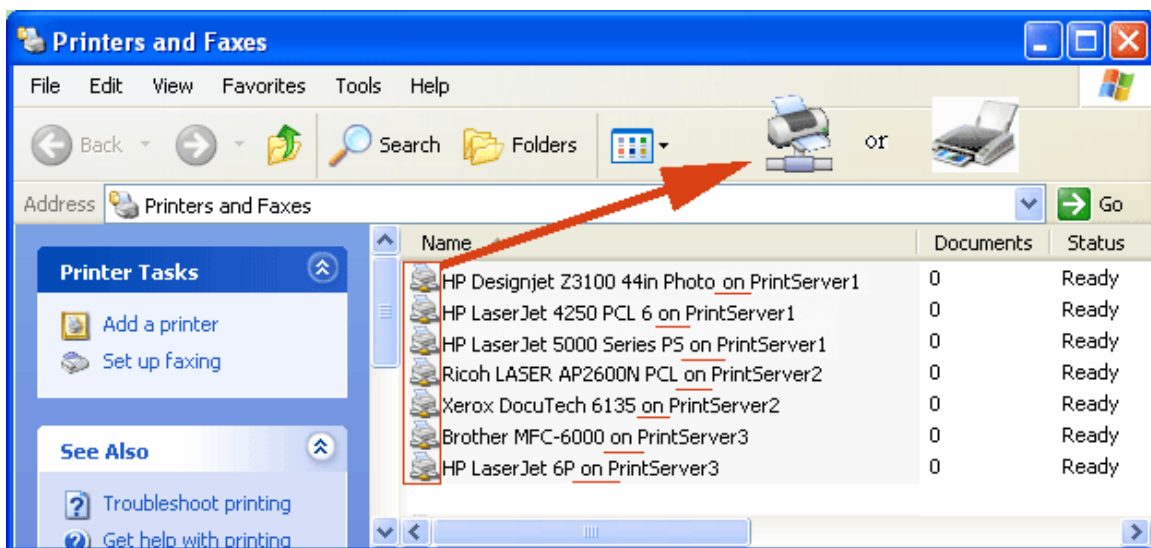 Printers and Faxes
File Edit View Favorites Tools Help
Back Search Folders or
Address Printers and Faxes Go
Name Documents Status
Printer Tasks
Add a printer
Set up faxing
See Also
Troubleshoot printing
Get help with printing
HP Designjet Z3100 44in Photo on PrintServer1 0 Ready
HP LaserJet 4250 PCL 6 on PrintServer1 0 Ready
HP LaserJet 5000 Series PS on PrintServer1 0 Ready
Ricoh LASER AP2600N PCL on PrintServer2 0 Ready
Xerox DocuTech 6135 on PrintServer2 0 Ready
Brother MFC-6000 on PrintServer3 0 Ready
HP LaserJet 6P on PrintServer3 0 Ready